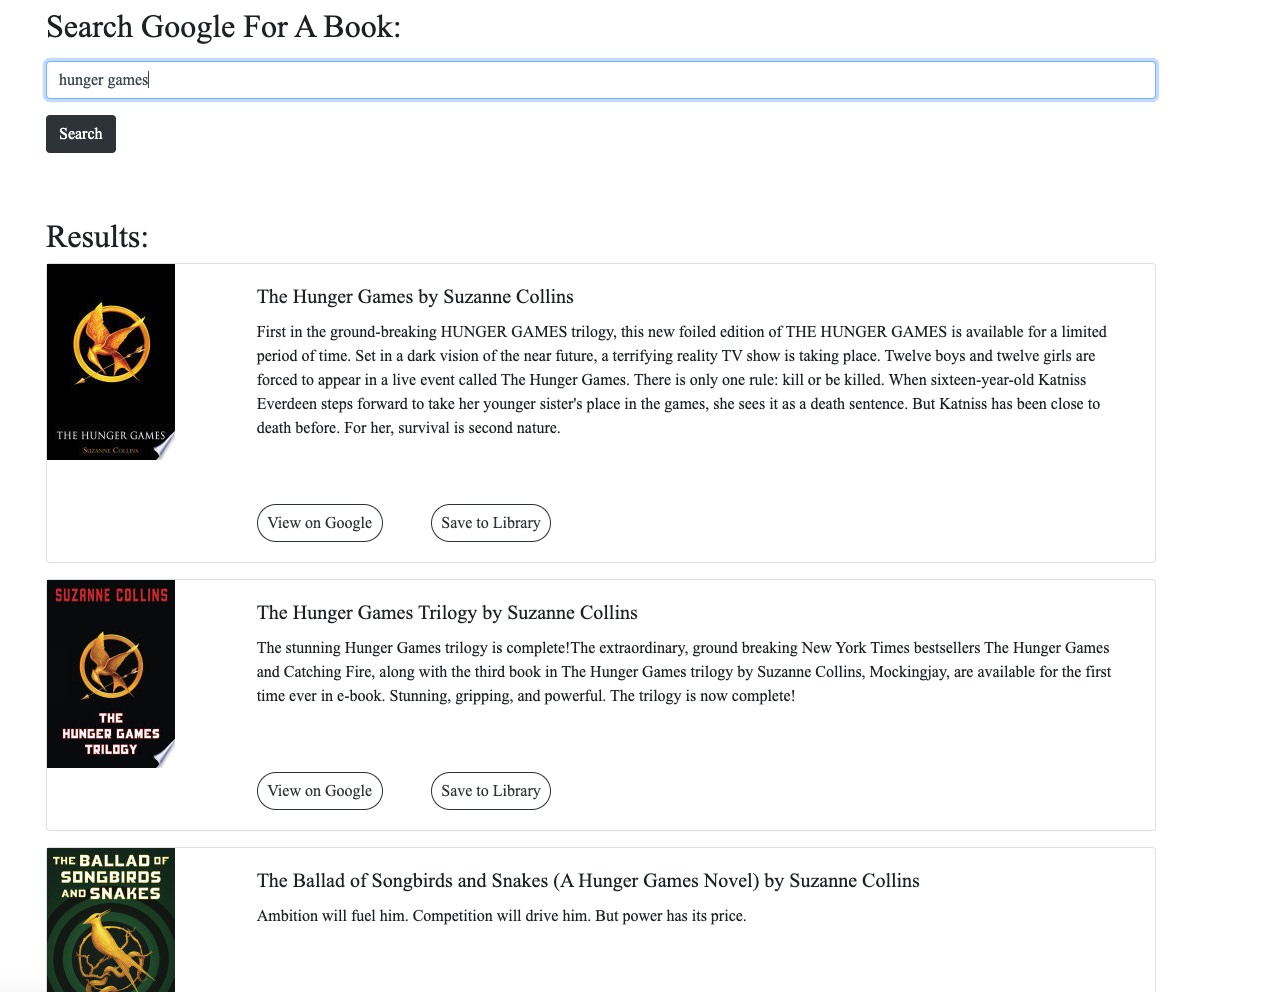 Search Google For A Book:
hunger games
Search
Results:
THE HUNGER GAMES
SUZANNE COLLINS
The Hunger Games by Suzanne Collins
First in the ground-breaking HUNGER GAMES trilogy, this new foiled edition of THE HUNGER GAMES is available for a limited
period of time. Set in a dark vision of the near future, a terrifying reality TV show is taking place. Twelve boys and twelve girls are
forced to appear in a live event called The Hunger Games. There is only one rule: kill or be killed. When sixteen-year-old Katniss
Everdeen steps forward to take her younger sister's place in the games, she sees it as a death sentence. But Katniss has been close to
death before. For her, survival is second nature.
View on Google
Save to Library
SUZANNE COLLINS
THE
HUNGER GAMES
TRILOGY
The Hunger Games Trilogy by Suzanne Collins
The stunning Hunger Games trilogy is complete!The extraordinary, ground breaking New York Times bestsellers The Hunger Games
and Catching Fire, along with the third book in The Hunger Games trilogy by Suzanne Collins, Mockingjay, are available for the first
time ever in e-book. Stunning, gripping, and powerful. The trilogy is now complete!
View on Google
Save to Library
THE BALLAD OF
SONGBIRDS
AND SNAKES
The Ballad of Songbirds and Snakes (A Hunger Games Novel) by Suzanne Collins
Ambition will fuel him. Competition will drive him. But power has its price.